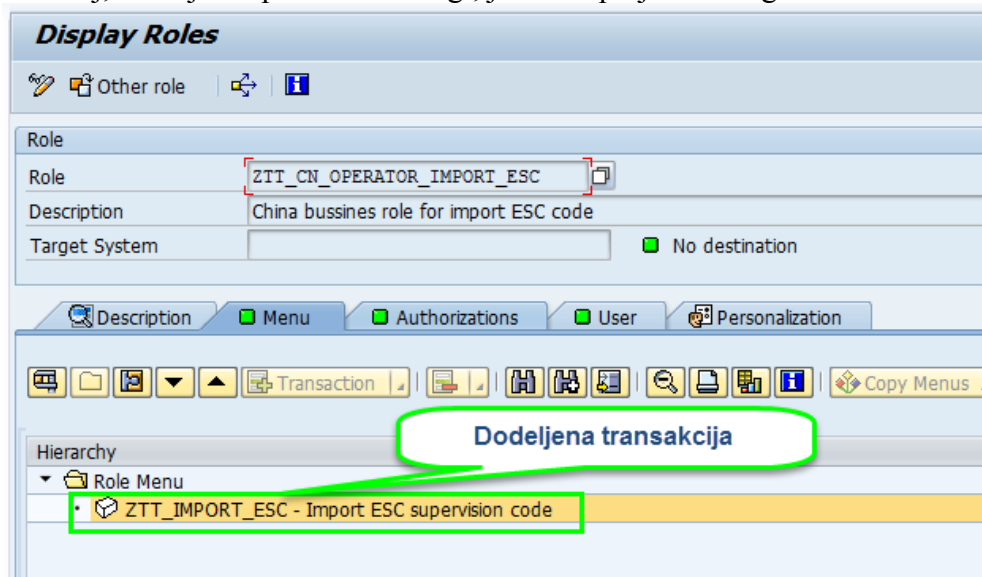 Display Roles
Other role
Role
Role ZTT_CN_OPERATOR_IMPORT_ESC
Description China bussines role for import ESC code
Target System No destination
Description Menu Authorizations User Personalization
Transaction Copy Menus
Dodeljena transakcija
Hierarchy
Role Menu
ZTT_IMPORT_ESC - Import ESC supervision code